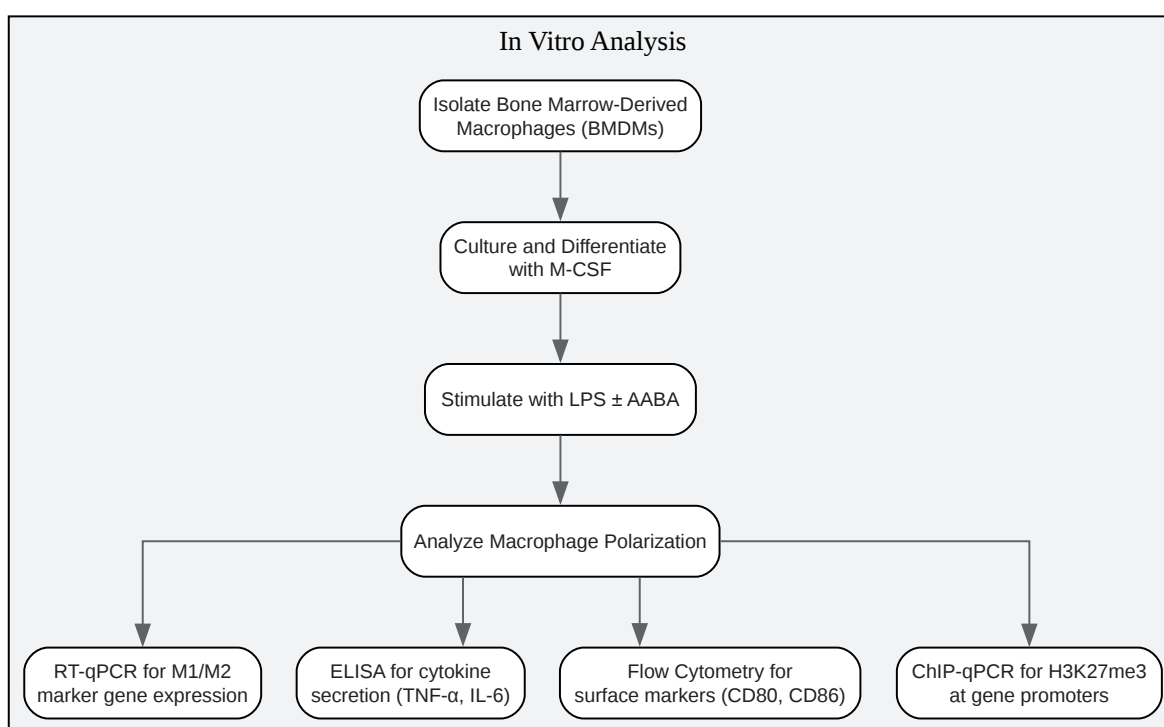 In Vitro Analysis
Isolate Bone Marrow-Derived
Macrophages (BMDMs)
Culture and Differentiate
with M-CSF
Stimulate with LPS ± AABA
Analyze Macrophage Polarization
RT-qPCR for M1/M2
marker gene expression
ELISA for cytokine
secretion (TNF-α, IL-6)
Flow Cytometry for
surface markers (CD80, CD86)
ChIP-qPCR for H3K27me3
at gene promoters